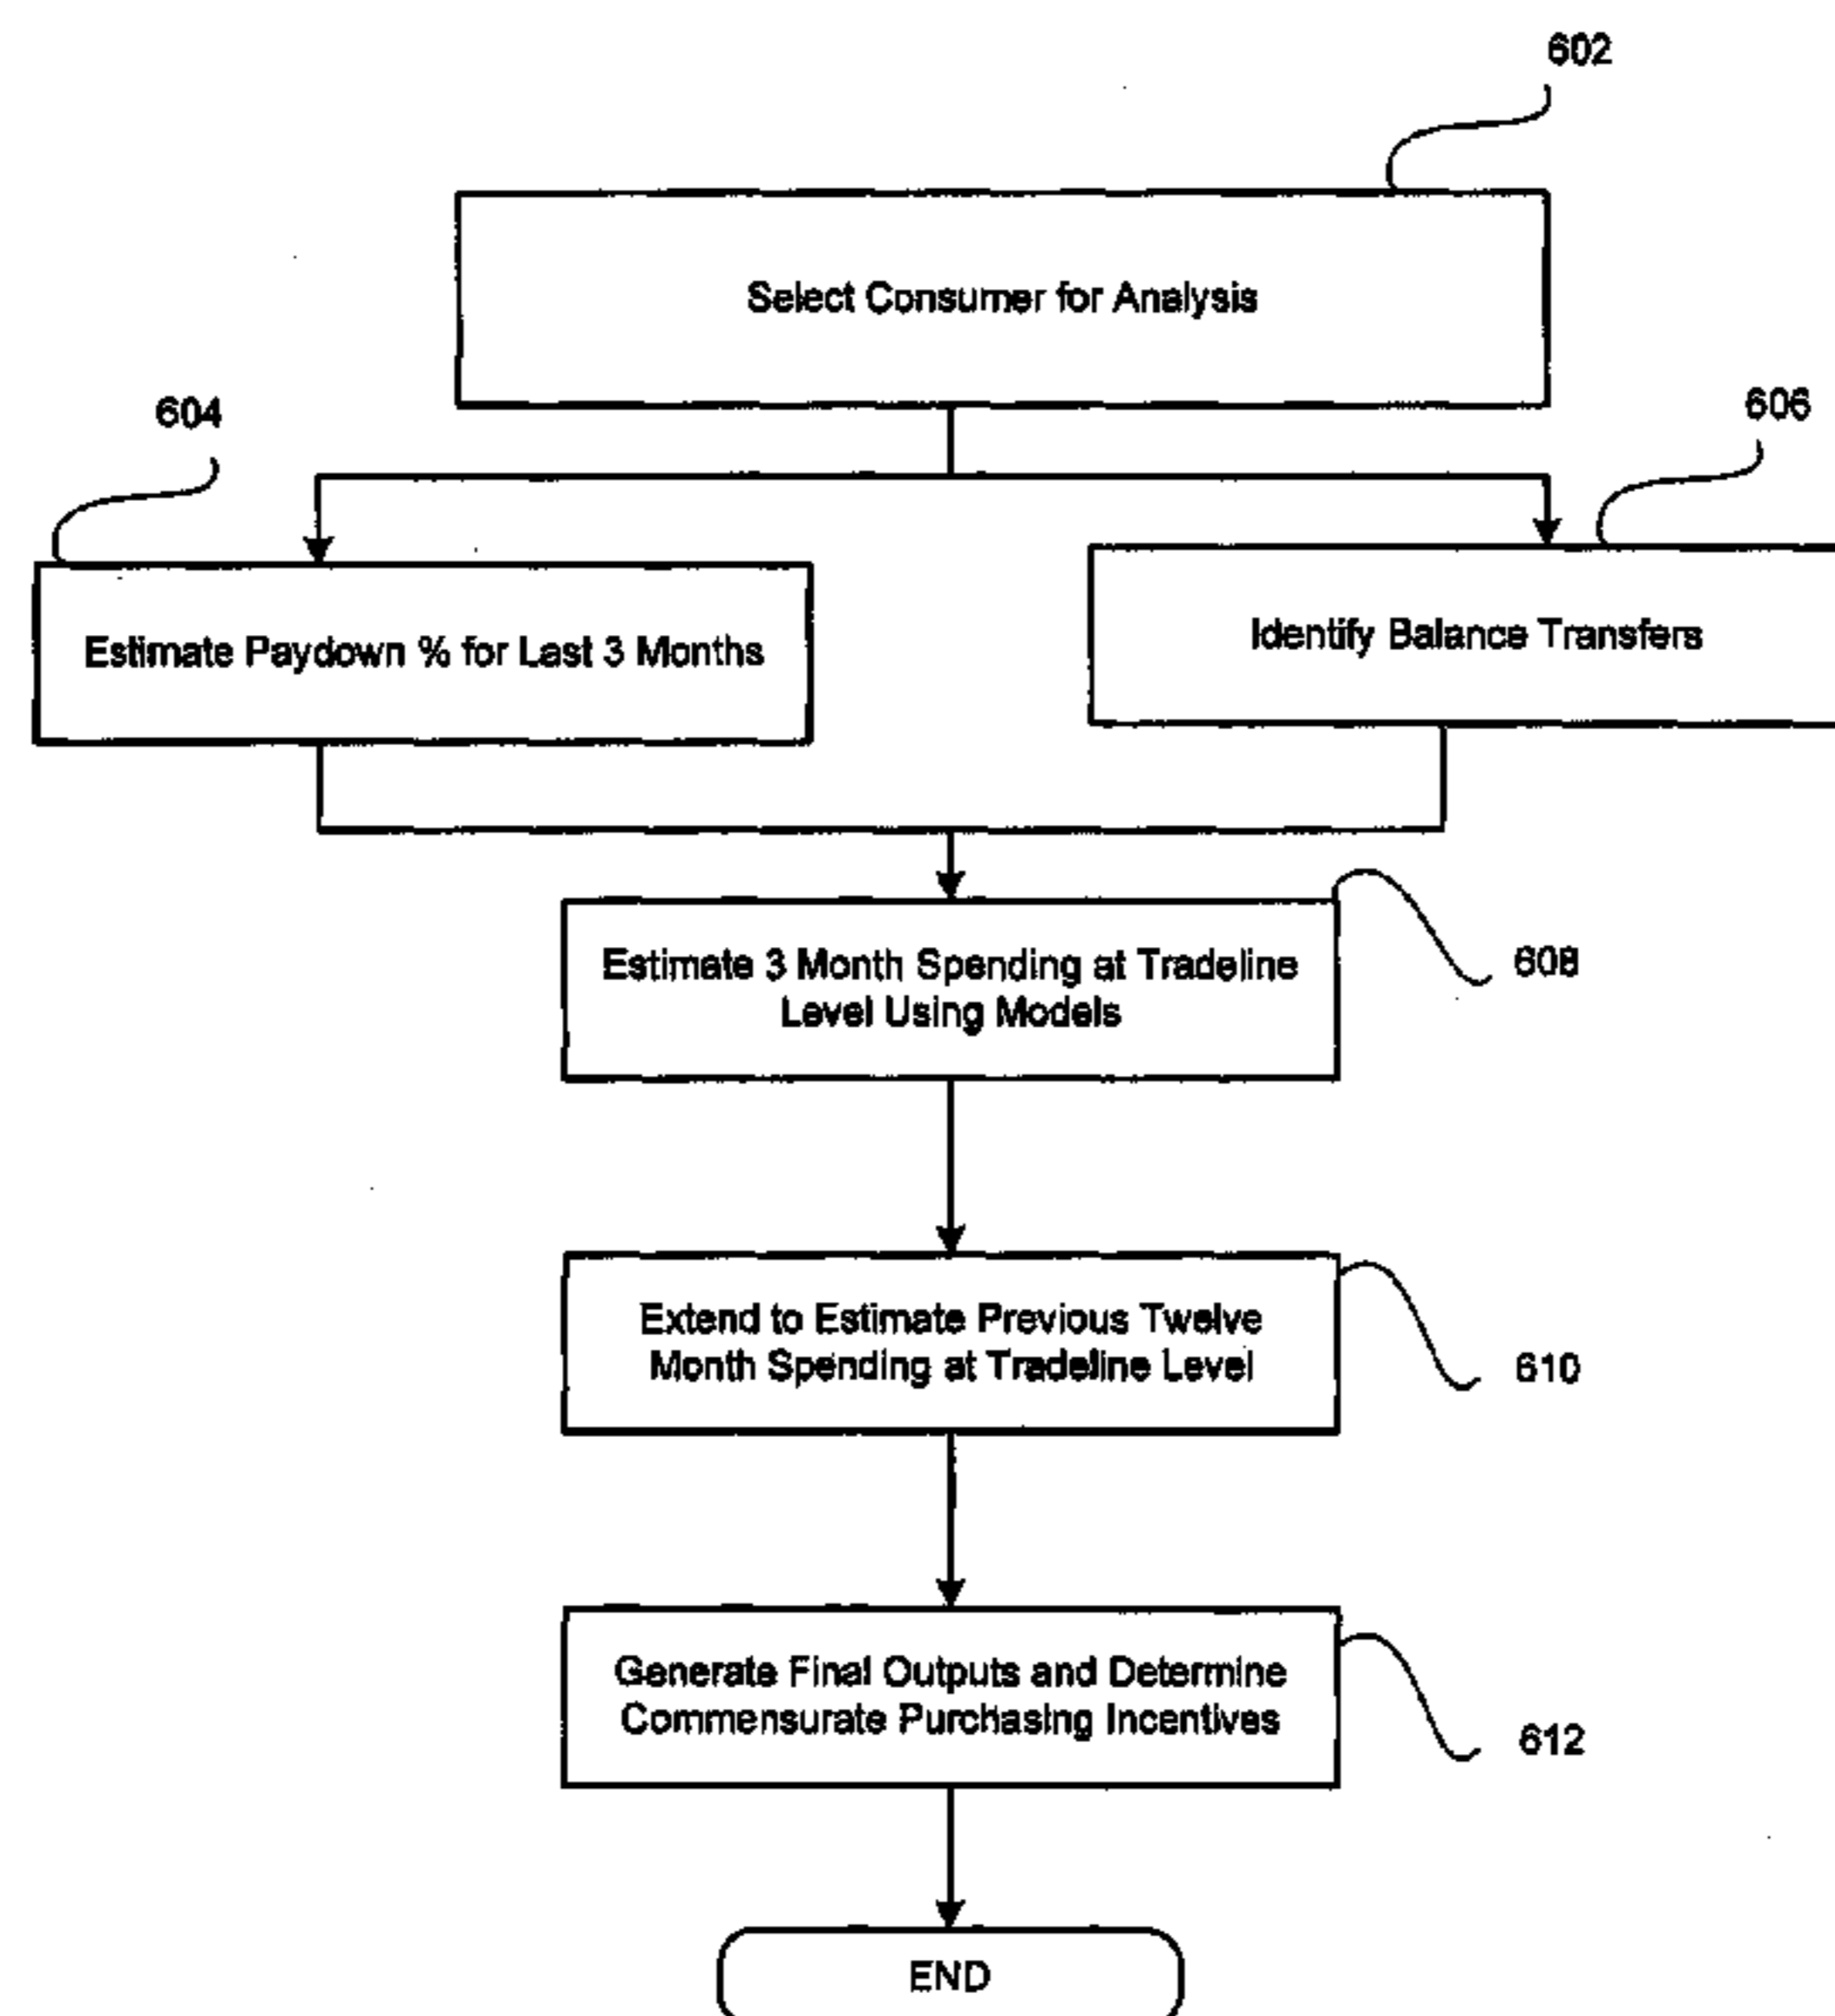 602
Select Consumer for Analysis
604
606
Estimate Paydown % for Last 3 Months
Identify Balance Transfers
Estimate 3 Month Spending at Tradeline
Level Using Models
608
Extend to Estimate Previous Twelve
Month Spending at Tradeline Level
610
Generate Final Outputs and Determine
Commensurate Purchasing Incentives
612
END